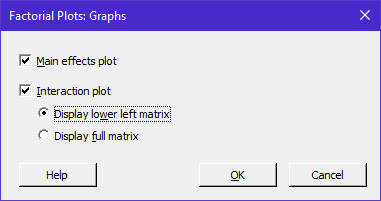 Factorial Plots: Graphs
Main effects plot
Interaction plot
Display lower left matrix
Display full matrix
Help
OK
Cancel